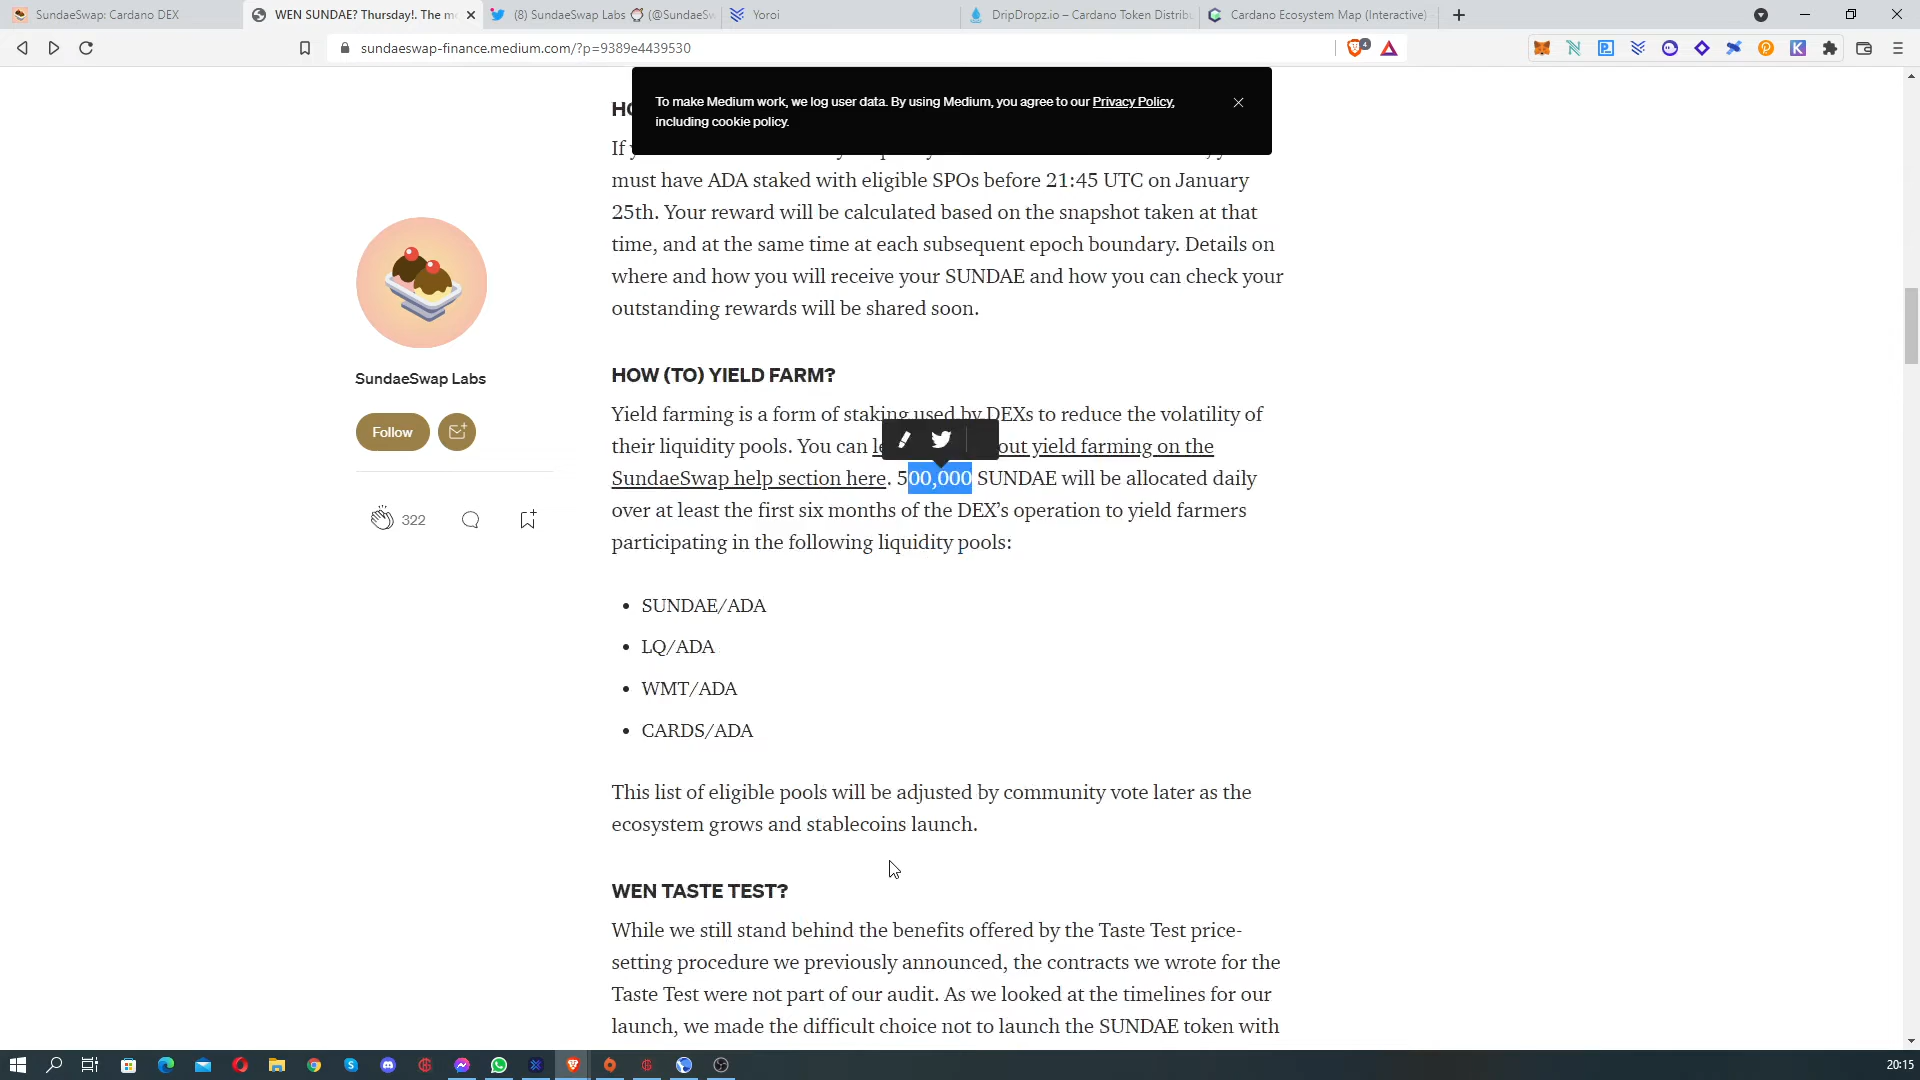 SundaeSwap: Cardano DEX
WEN SUNDAE? Thursday!. The m
(8) SundaeSwap Labs (@SundaeSw
Yoroi
DripDropz.io – Cardano Token Distrib
Cardano Ecosystem Map (Interactive)
sundaeswap-finance.medium.com/?p=9389e4439530
4
To make Medium work, we log user data. By using Medium, you agree to our Privacy Policy,
including cookie policy.
If
must have ADA staked with eligible SPOs before 21:45 UTC on January
25th. Your reward will be calculated based on the snapshot taken at that
time, and at the same time at each subsequent epoch boundary. Details on
where and how you will receive your SUNDAE and how you can check your
outstanding rewards will be shared soon.
SundaeSwap Labs
Follow
322
HOW (TO) YIELD FARM?
Yield farming is a form of staking used by DEXs to reduce the volatility of
their liquidity pools. You can out yield farming on the
SundaeSwap help section here. 500,000 SUNDAE will be allocated daily
over at least the first six months of the DEX’s operation to yield farmers
participating in the following liquidity pools:
• SUNDAE/ADA
• LQ/ADA
• WMT/ADA
• CARDS/ADA
This list of eligible pools will be adjusted by community vote later as the
ecosystem grows and stablecoins launch.
WEN TASTE TEST?
While we still stand behind the benefits offered by the Taste Test price-
setting procedure we previously announced, the contracts we wrote for the
Taste Test were not part of our audit. As we looked at the timelines for our
launch, we made the difficult choice not to launch the SUNDAE token with
20:15